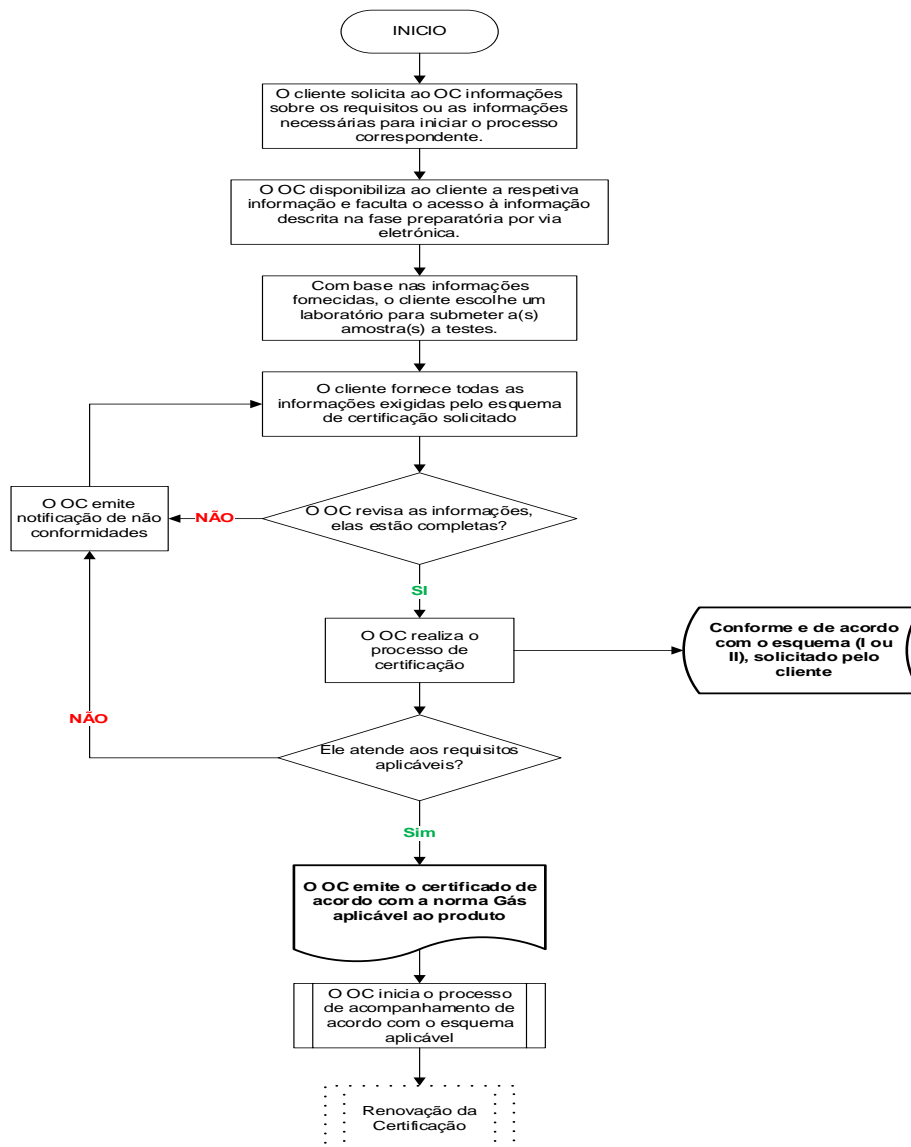 INICIO
O cliente solicita ao OC informações
sobre os requisitos ou as informações
necessárias para iniciar o processo
correspondente.
O OC disponibiliza ao cliente a respetiva
informação e faculta o acesso à informação
descrita na fase preparatória por via
eletrónica.
Com base nas informações
fornecidas, o cliente escolhe um
laboratório para submeter a(s)
amostra(s) a testes.
O cliente fornece todas as
informações exigidas pelo esquema
de certificação solicitado
O OC emite
notificação de não
conformidades
NÃO
O OC revisa as informações,
elas estão completas?
SI
O OC realiza o
processo de
certificação
Conforme e de acordo
com o esquema (I ou
II), solicitado pelo
cliente
NÃO
Ele atende aos requisitos
aplicáveis?
Sim
O OC emite o certificado de
acordo com a norma Gás
aplicável ao produto
O OC inicia o processo
de acompanhamento de
acordo com o esquema
aplicável
Renovação da
Certificação